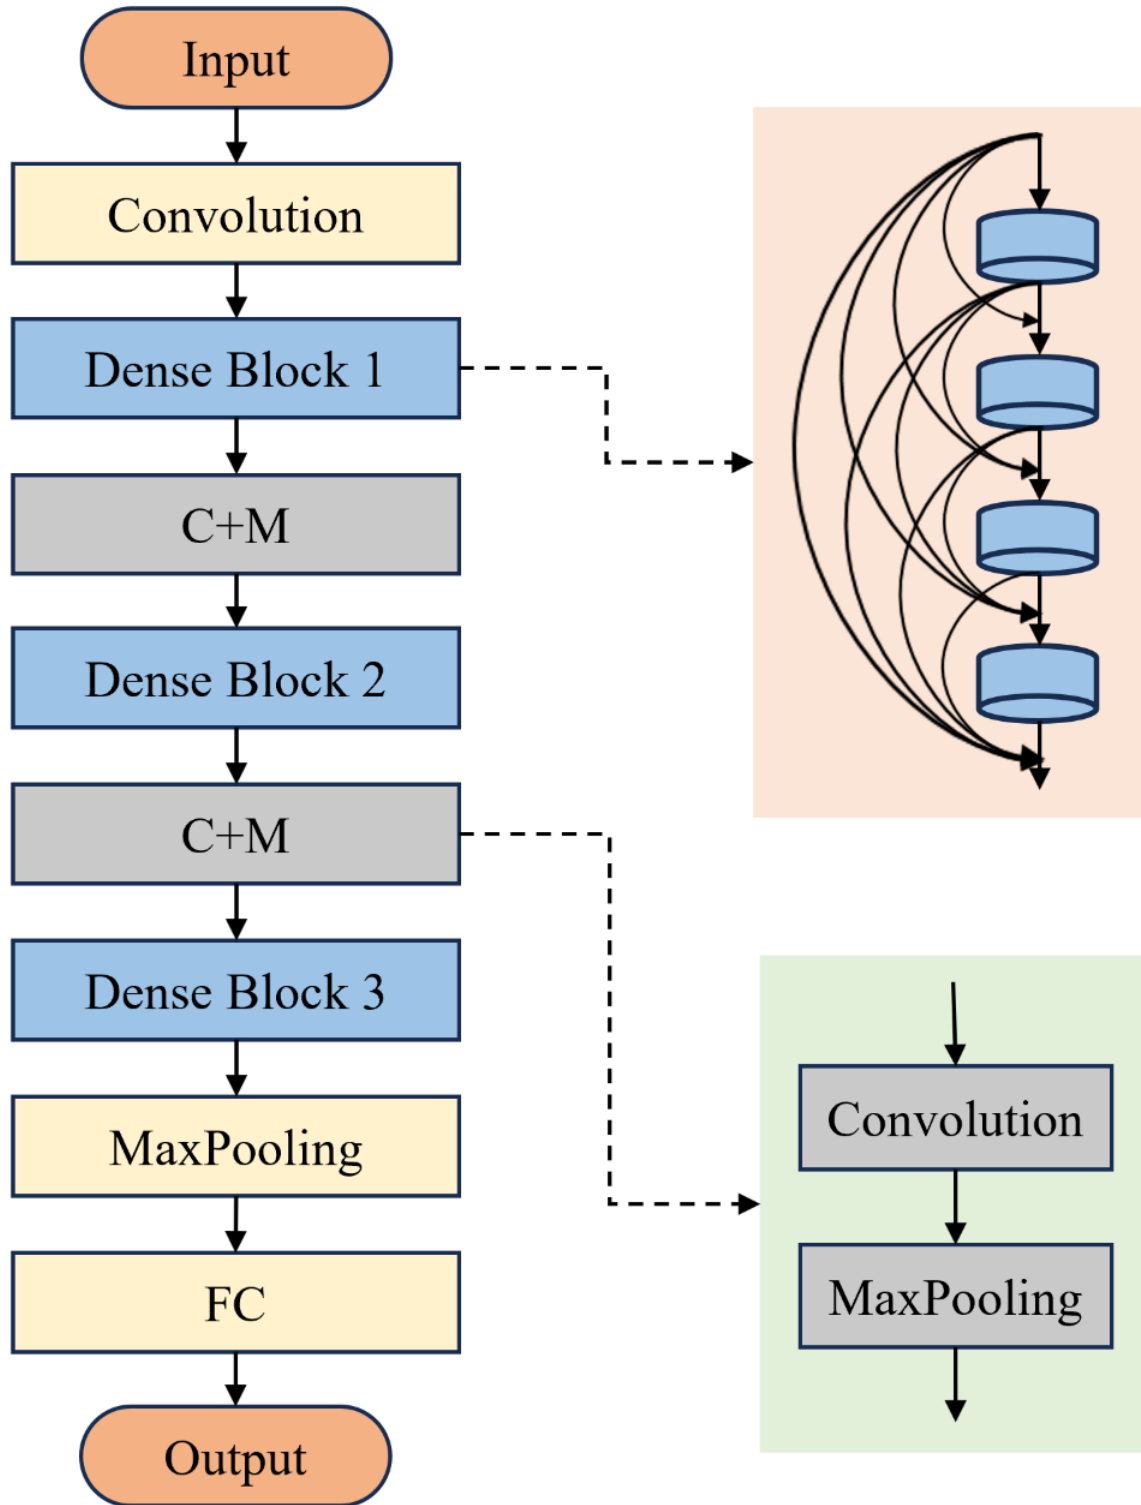 Input
Convolution
Dense Block 1
C+M
Dense Block 2
C+M
Dense Block 3
MaxPooling
FC
Output
Convolution
MaxPooling